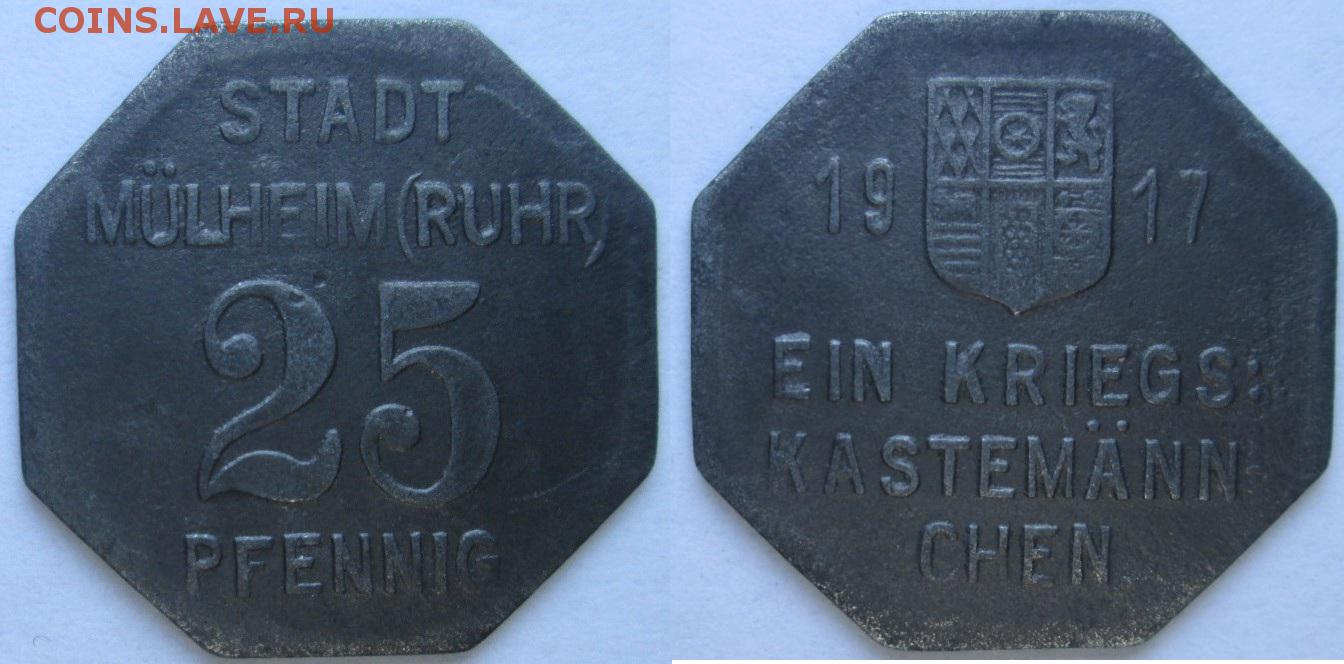 COINS.LAVE.RU
STADT
MÜLHEIM (RUHR)
25
PFENNIG
19 17
EIN KRIEGS:
KASTEMÄNN
CHEN